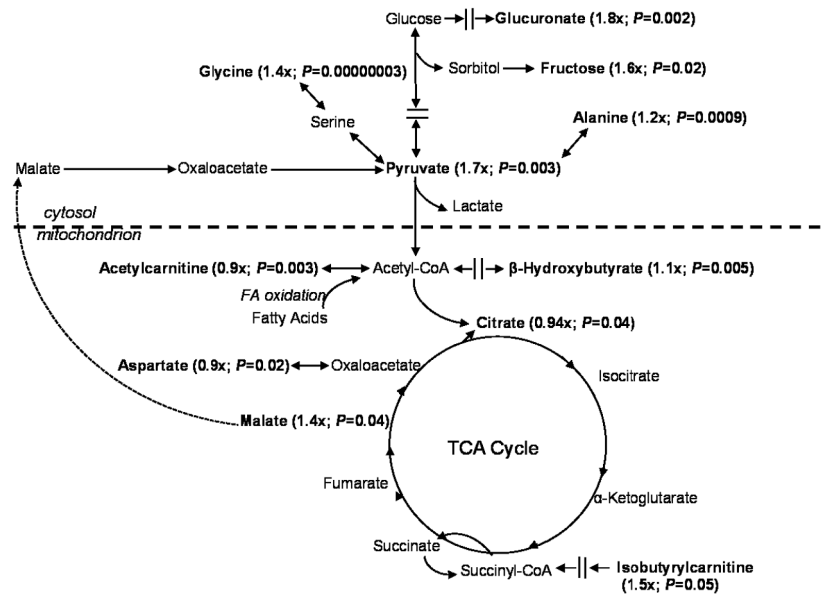 Glucose
Glucuronate (1.8x; P=0.002)
Glycine (1.4x; P=0.00000003)
Sorbitol
Fructose (1.6x; P=0.02)
Serine
Alanine (1.2x; P=0.0009)
Malate
Oxaloacetate
Pyruvate (1.7x; P=0.003)
Lactate
cytosol
mitochondrion
Acetylcarnitine (0.9x; P=0.003)
Acetyl-CoA
β-Hydroxybutyrate (1.1x; P=0.005)
FA oxidation
Fatty Acids
Citrate (0.94x; P=0.04)
Aspartate (0.9x; P=0.02)
Oxaloacetate
Isocitrate
Malate (1.4x; P=0.04)
TCA Cycle
Fumarate
α-Ketoglutarate
Succinate
Succinyl-CoA
Isobutyrylcarnitine
(1.5x; P=0.05)